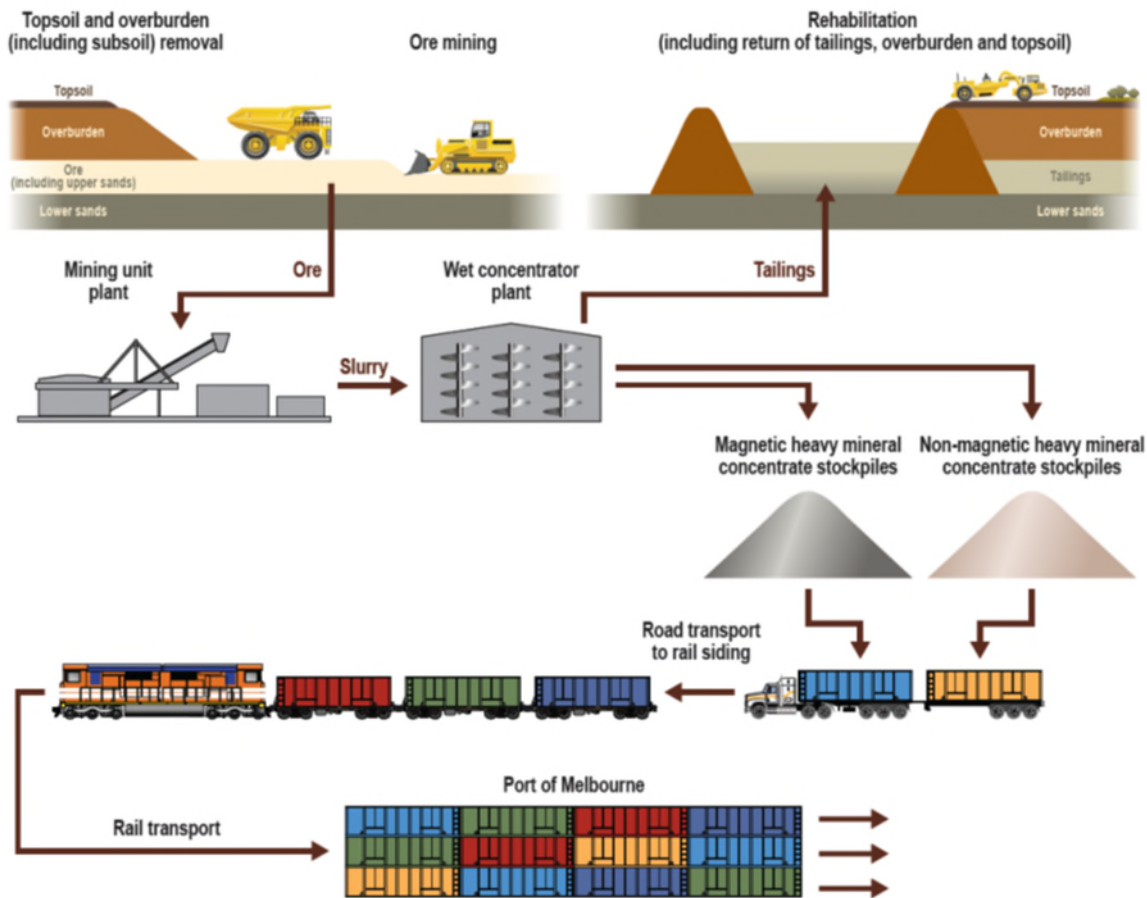 Topsoil and overburden
(including subsoil) removal
Ore mining
Rehabilitation
(including return of tailings, overburden and topsoil)
Topsoil
Overburden
Ore
(including upper sands)
Lower sands
Topsoil
Overburden
Tailings
Lower sands
Mining unit
plant
Ore
Wet concentrator
plant
Tailings
Slurry
Magnetic heavy mineral
concentrate stockpiles
Non-magnetic heavy mineral
concentrate stockpiles
Road transport
to rail siding
Port of Melbourne
Rail transport